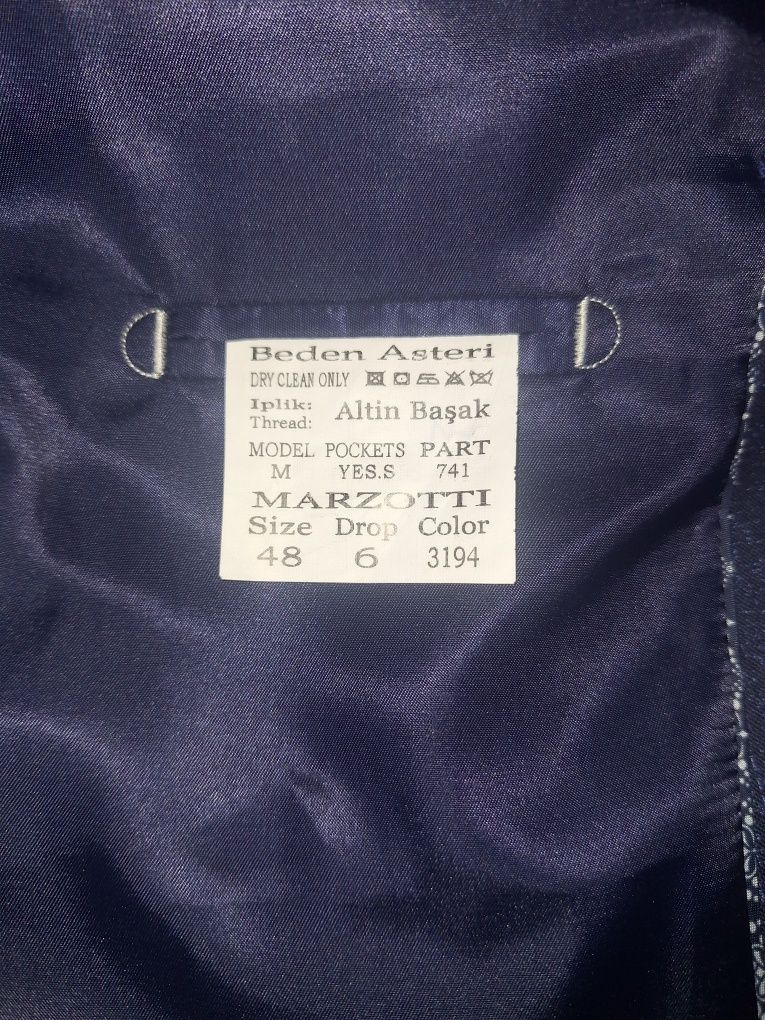 Beden Asteri
DRY CLEAN ONLY
Iplik:
Thread: Altin Başak
MODEL POCKETS PART
M YES.S 741
MARZOTTI
Size Drop Color
48 6 3194